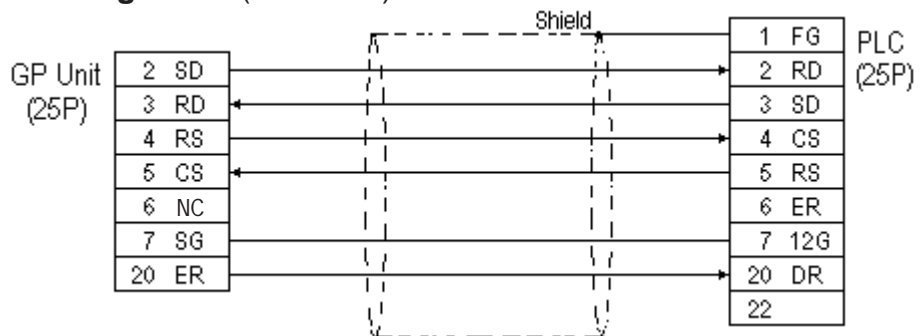 Shield
GP Unit
(25P)
2 SD
3 RD
4 RS
5 CS
6 NC
7 SG
20 ER
1 FG
2 RD
3 SD
4 CS
5 RS
6 ER
7 12G
20 DR
22
PLC
(25P)